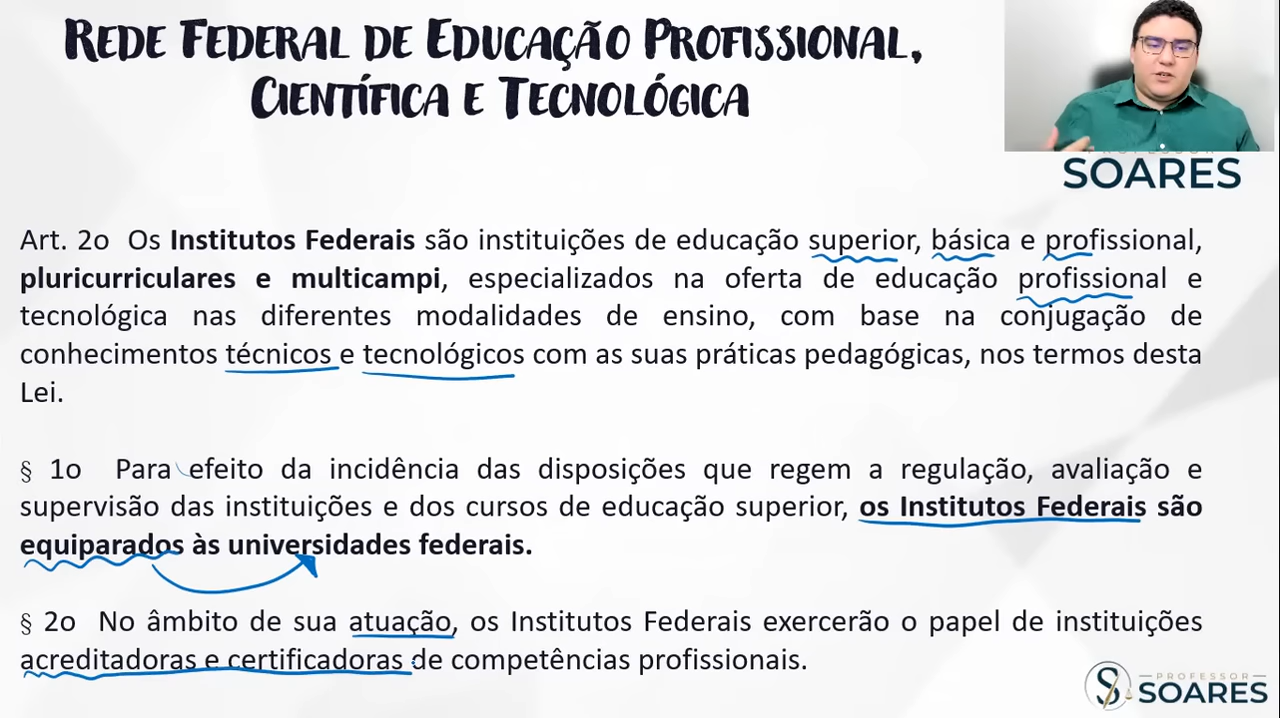 REDE FEDERAL DE EDUCAÇÃO PROFISSIONAL,
CIENTÍFICA E TECNOLÓGICA
SOARES
Art. 2o Os Institutos Federais são instituições de educação superior, básica e profissional,
pluricurriculares e multicampi, especializados na oferta de educação profissional e
tecnológica nas diferentes modalidades de ensino, com base na conjugação de
conhecimentos técnicos e tecnológicos com as suas práticas pedagógicas, nos termos desta
Lei.
§ 1o Para efeito da incidência das disposições que regem a regulação, avaliação e
supervisão das instituições e dos cursos de educação superior, os Institutos Federais são
equiparados às universidades federais.
§ 2o No âmbito de sua atuação, os Institutos Federais exercerão o papel de instituições
acreditadoras e certificadoras de competências profissionais.
PROFESSOR
SOARES